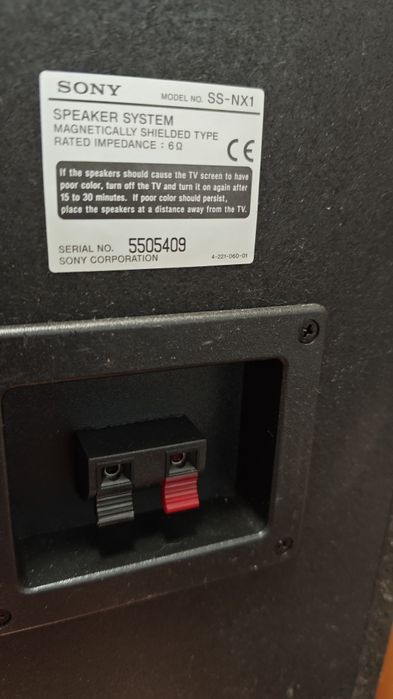 SONY
MODEL NO. SS-NX1
SPEAKER SYSTEM
MAGNETICALLY SHIELDED TYPE
RATED IMPEDANCE : 6 Ω
CE
If the speakers should cause the TV screen to have
poor color, turn off the TV and turn it on again after
15 to 30 minutes. If poor color should persist,
place the speakers at a distance away from the TV.
SERIAL NO. 5505409
SONY CORPORATION
4-221-060-01